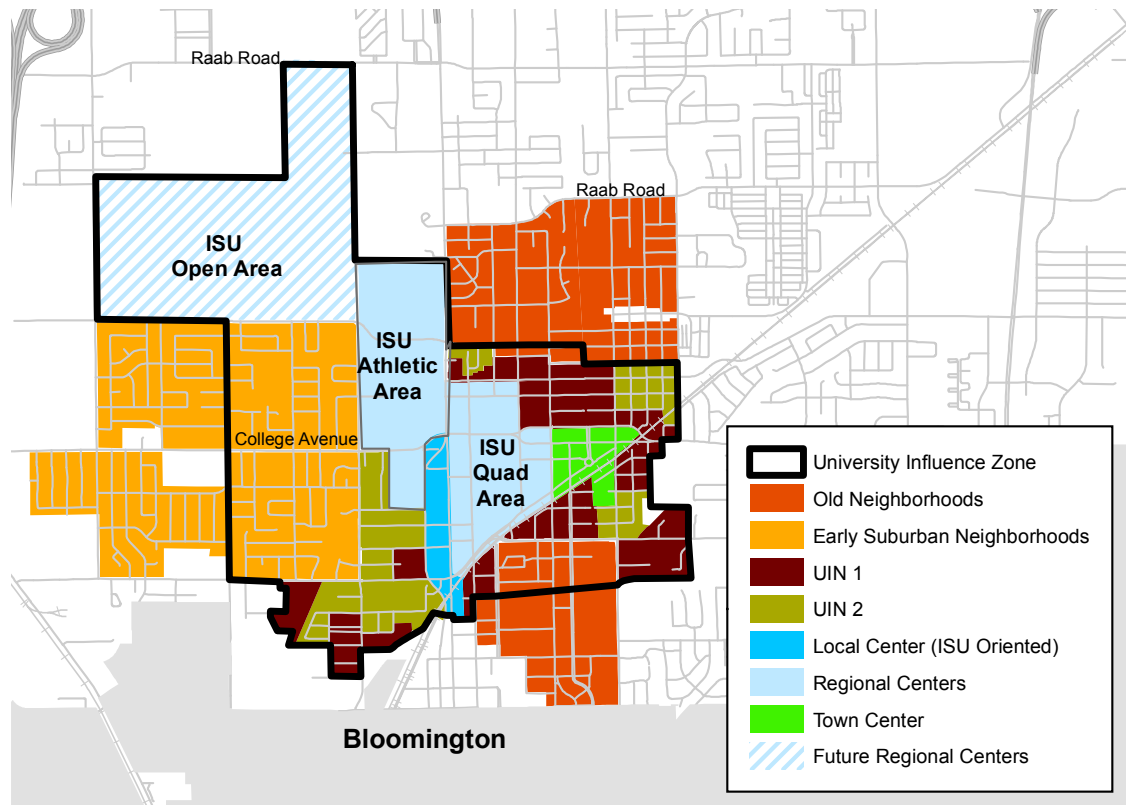 Raab Road
Raab Road
ISU
Open Area
ISU
Athletic
Area
College Avenue
ISU
Quad
Area
Bloomington
University Influence Zone
Old Neighborhoods
Early Suburban Neighborhoods
UIN 1
UIN 2
Local Center (ISU Oriented)
Regional Centers
Town Center
Future Regional Centers